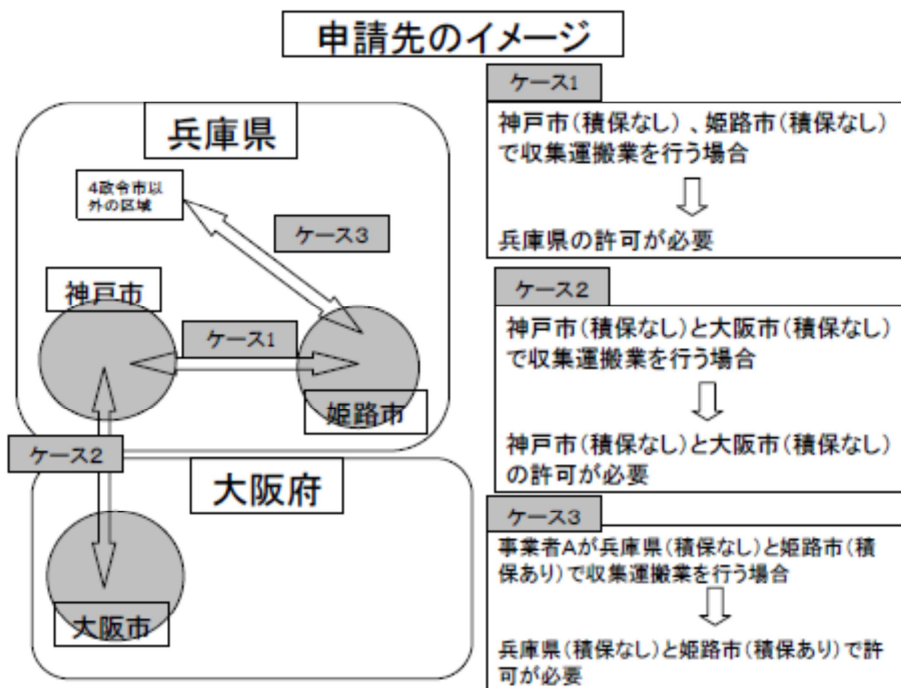 申請先のイメージ
兵庫県
4政令市以
外の区域
ケース3
神戸市
ケース1
姫路市
ケース2
大阪府
大阪市
ケース1
神戸市(積保なし)、姫路市(積保なし)
で収集運搬業を行う場合
兵庫県の許可が必要
ケース2
神戸市(積保なし)と大阪市(積保なし)
で収集運搬業を行う場合
神戸市(積保なし)と大阪市(積保なし)
の許可が必要
ケース3
事業者Aが兵庫県(積保なし)と姫路市(積
保あり)で収集運搬業を行う場合
兵庫県(積保なし)と姫路市(積保あり)で許
可が必要